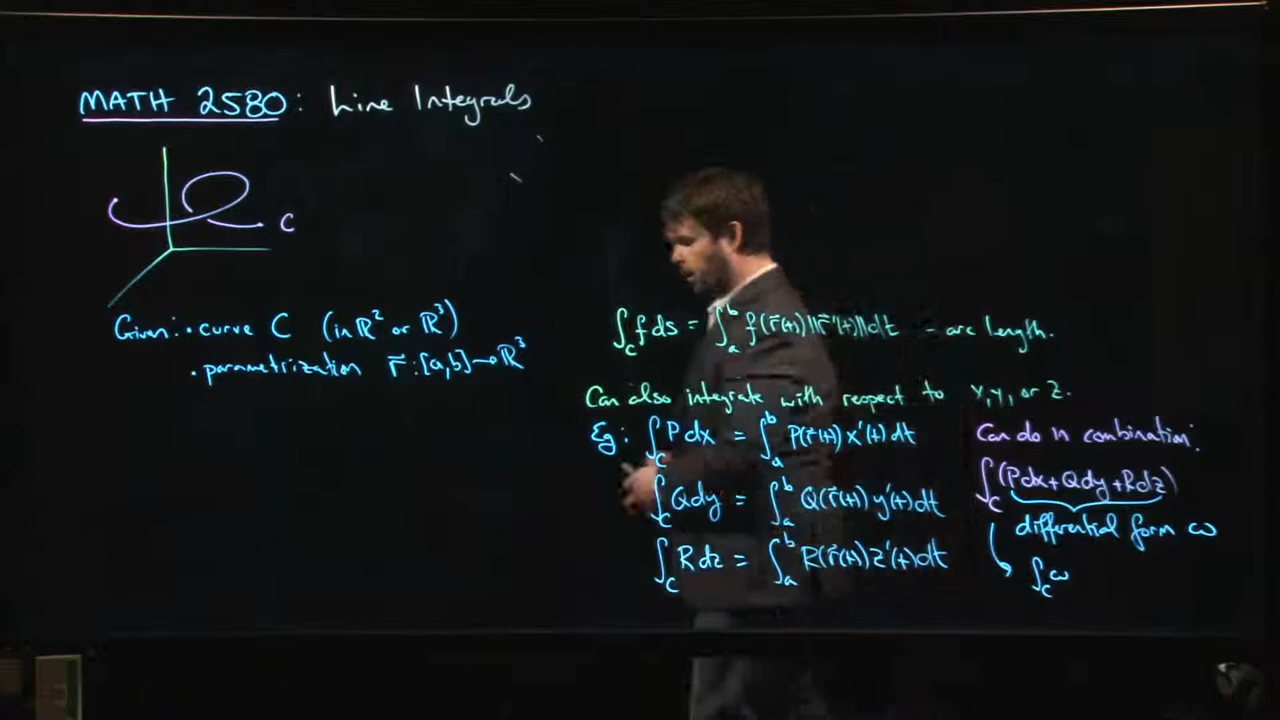 MATH 2580: Line Integrals
C
Given: • curve C (in ℝ² or ℝ³)
• parametrization r⃗ : [a,b] → ℝ³
∫_C f ds = ∫_a^b f(r⃗(t)) ||r⃗'(t)|| dt – arc length.
Can also integrate with respect to x, y, or z.
Eg: ∫_C P dx = ∫_a^b P(r⃗(t)) x'(t) dt
∫_C Q dy = ∫_a^b Q(r⃗(t)) y'(t) dt
∫_C R dz = ∫_a^b R(r⃗(t)) z'(t) dt
Can do in combination:
∫_C (P dx + Q dy + R dz)
differential form ω
∫_C ω